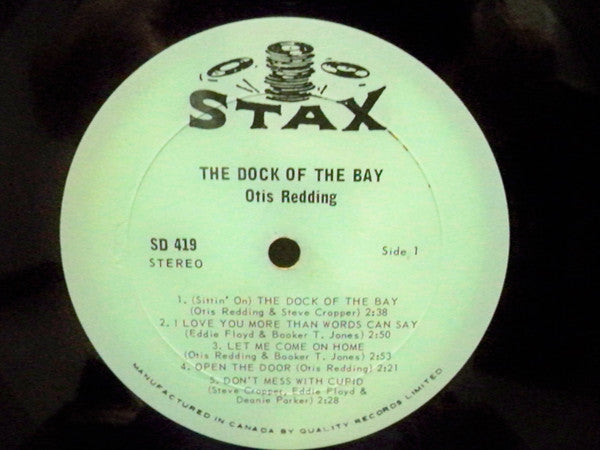 STAX
THE DOCK OF THE BAY
Otis Redding
SD 419
STEREO
Side 1
1. (Sittin' On) THE DOCK OF THE BAY
(Otis Redding & Steve Cropper) 2:38
2. I LOVE YOU MORE THAN WORDS CAN SAY
(Eddie Floyd & Booker T. Jones) 2:50
3. LET ME COME ON HOME
(Otis Redding & Booker T. Jones) 2:53
4. OPEN THE DOOR (Otis Redding) 2:21
5. DON'T MESS WITH CUPID
(Steve Cropper, Eddie Floyd &
Deanie Parker) 2:28
MANUFACTURED IN CANADA BY QUALITY RECORDS LIMITED